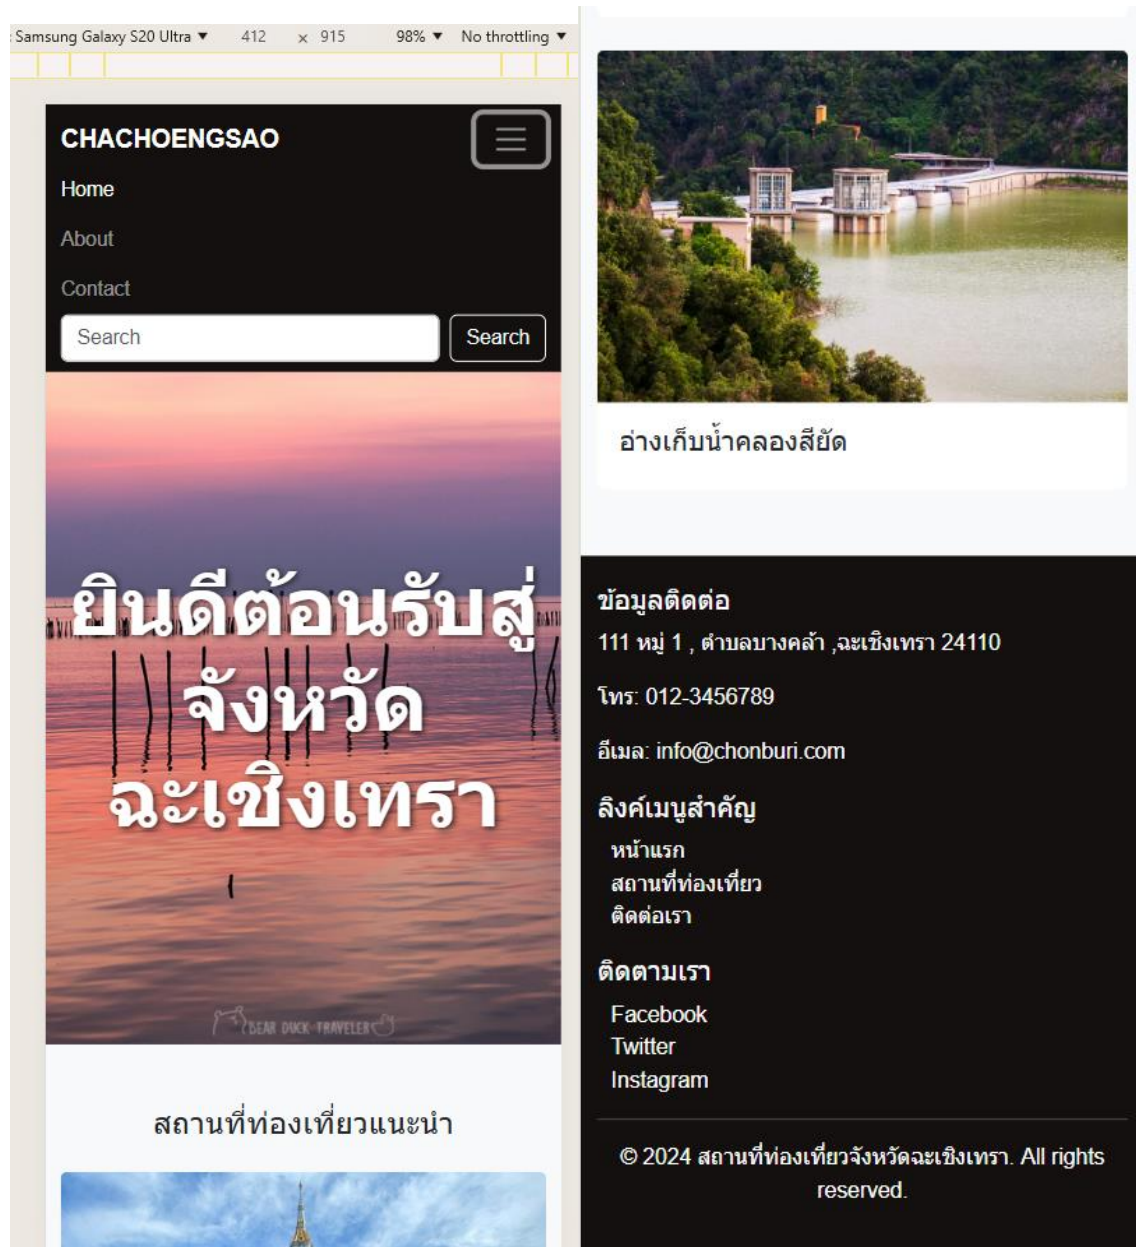 : Samsung Galaxy S20 Ultra ▼ 412 x 915 98% ▼ No throttling ▼
CHACHOENGSAO
Home
About
Contact
Search Search
ยินดีต้อนรับสู่
จังหวัด
ฉะเชิงเทรา
BEAR DUCK TRAVELER
สถานที่ท่องเที่ยวแนะนำ
อ่างเก็บน้ำคลองสียัด
ข้อมูลติดต่อ
111 หมู่ 1 , ตำบลบางคล้า ,ฉะเชิงเทรา 24110
โทร: 012-3456789
อีเมล: info@chonburi.com
ลิงค์เมนูสำคัญ
หน้าแรก
สถานที่ท่องเที่ยว
ติดต่อเรา
ติดตามเรา
Facebook
Twitter
Instagram
© 2024 สถานที่ท่องเที่ยวจังหวัดฉะเชิงเทรา. All rights
reserved.